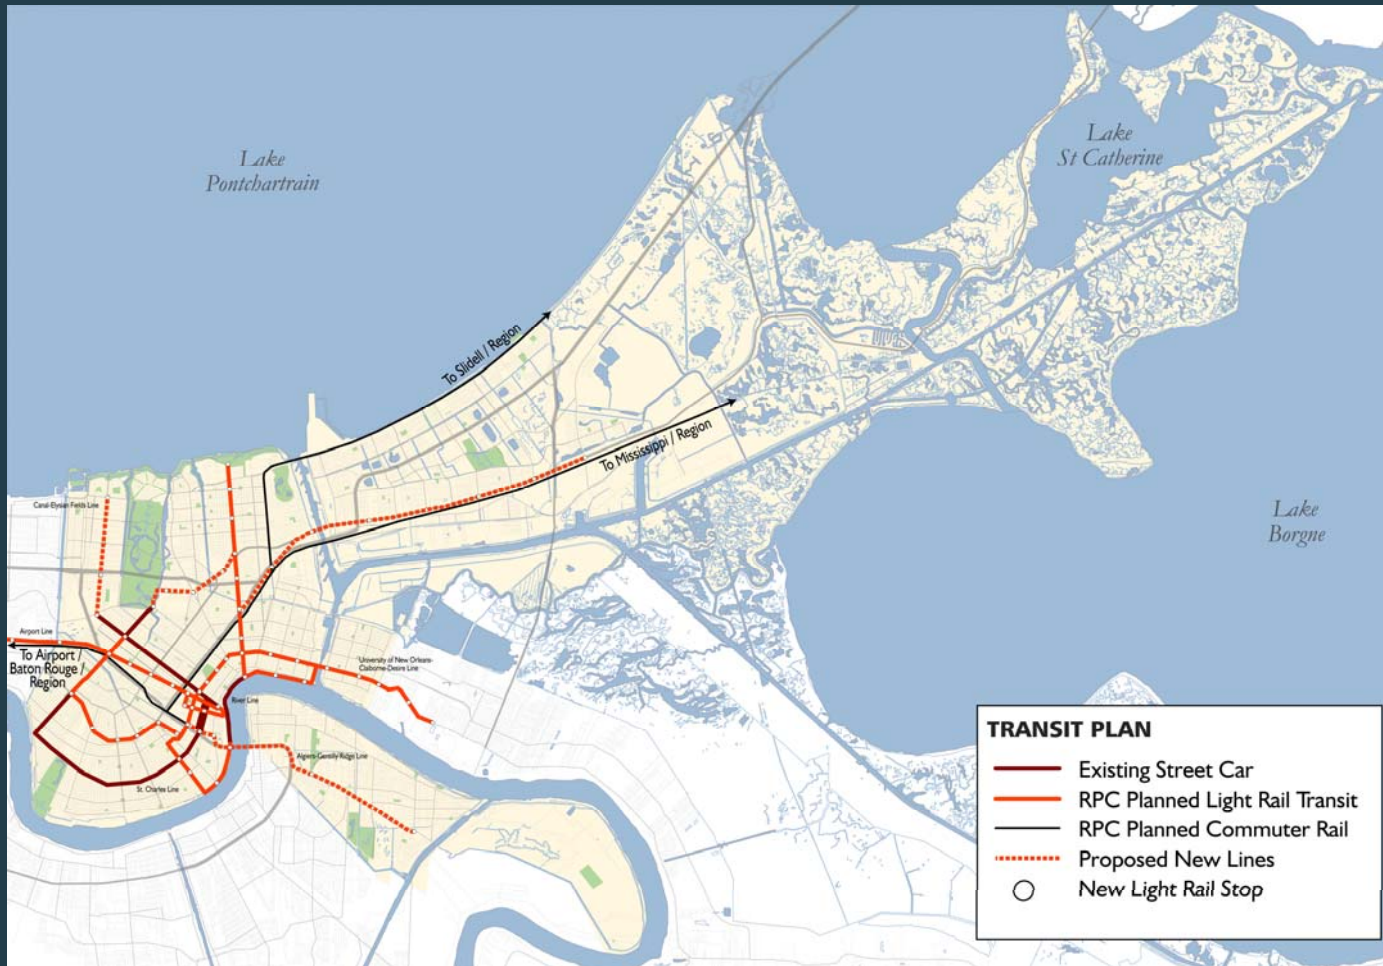 Lake
Pontchartrain
Lake
St Catherine
To Slidell / Region
To Mississippi / Region
Canal-Elysian Fields Line
Lake
Borgne
Airport Line
To Airport /
Baton Rouge /
Region
University of New Orleans-
Claiborne-Desire Line
River Line
Algiers-Gentilly Ridge Line
St. Charles Line
TRANSIT PLAN
Existing Street Car
RPC Planned Light Rail Transit
RPC Planned Commuter Rail
Proposed New Lines
New Light Rail Stop